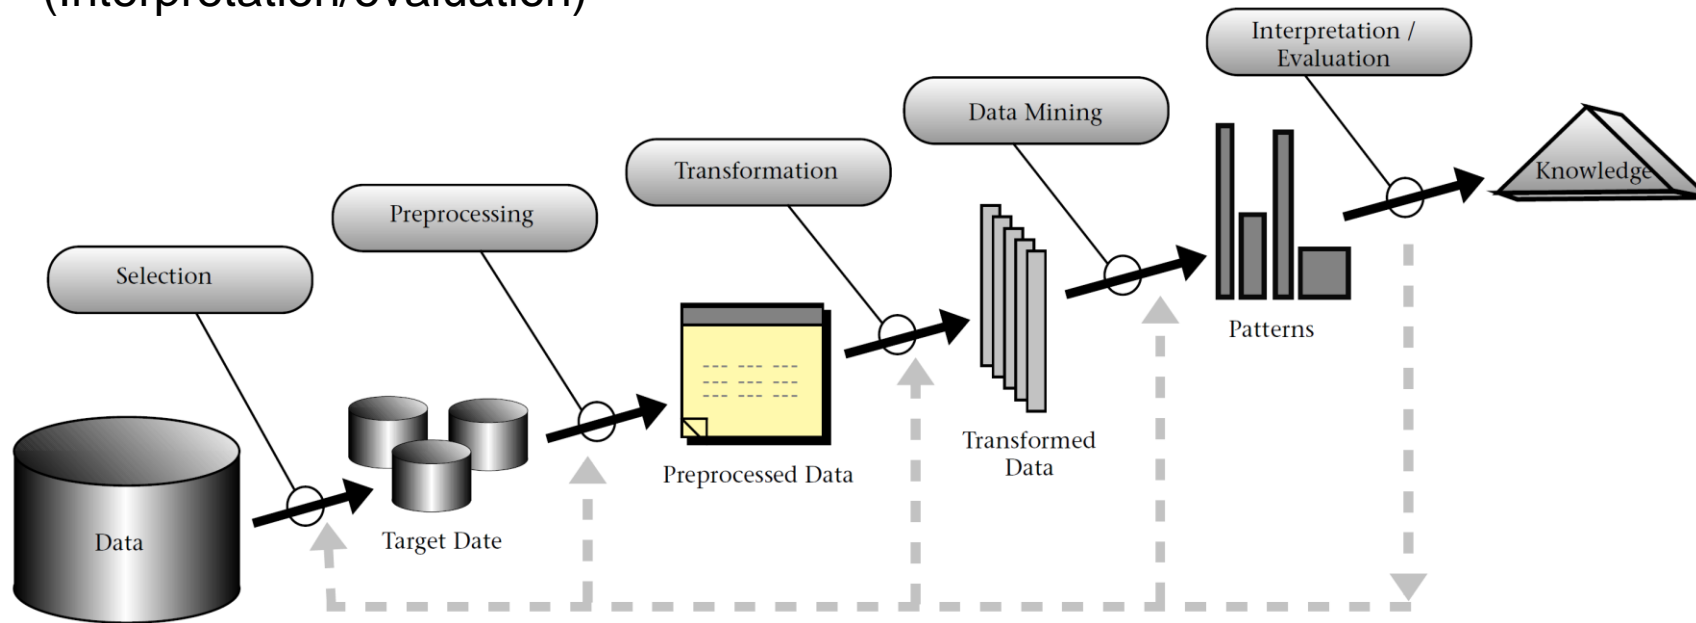 (interpretation/evaluation)
Interpretation /
Evaluation
Data Mining
Transformation
Preprocessing
Selection
Knowledge
Patterns
Transformed
Data
Preprocessed Data
Target Date
Data